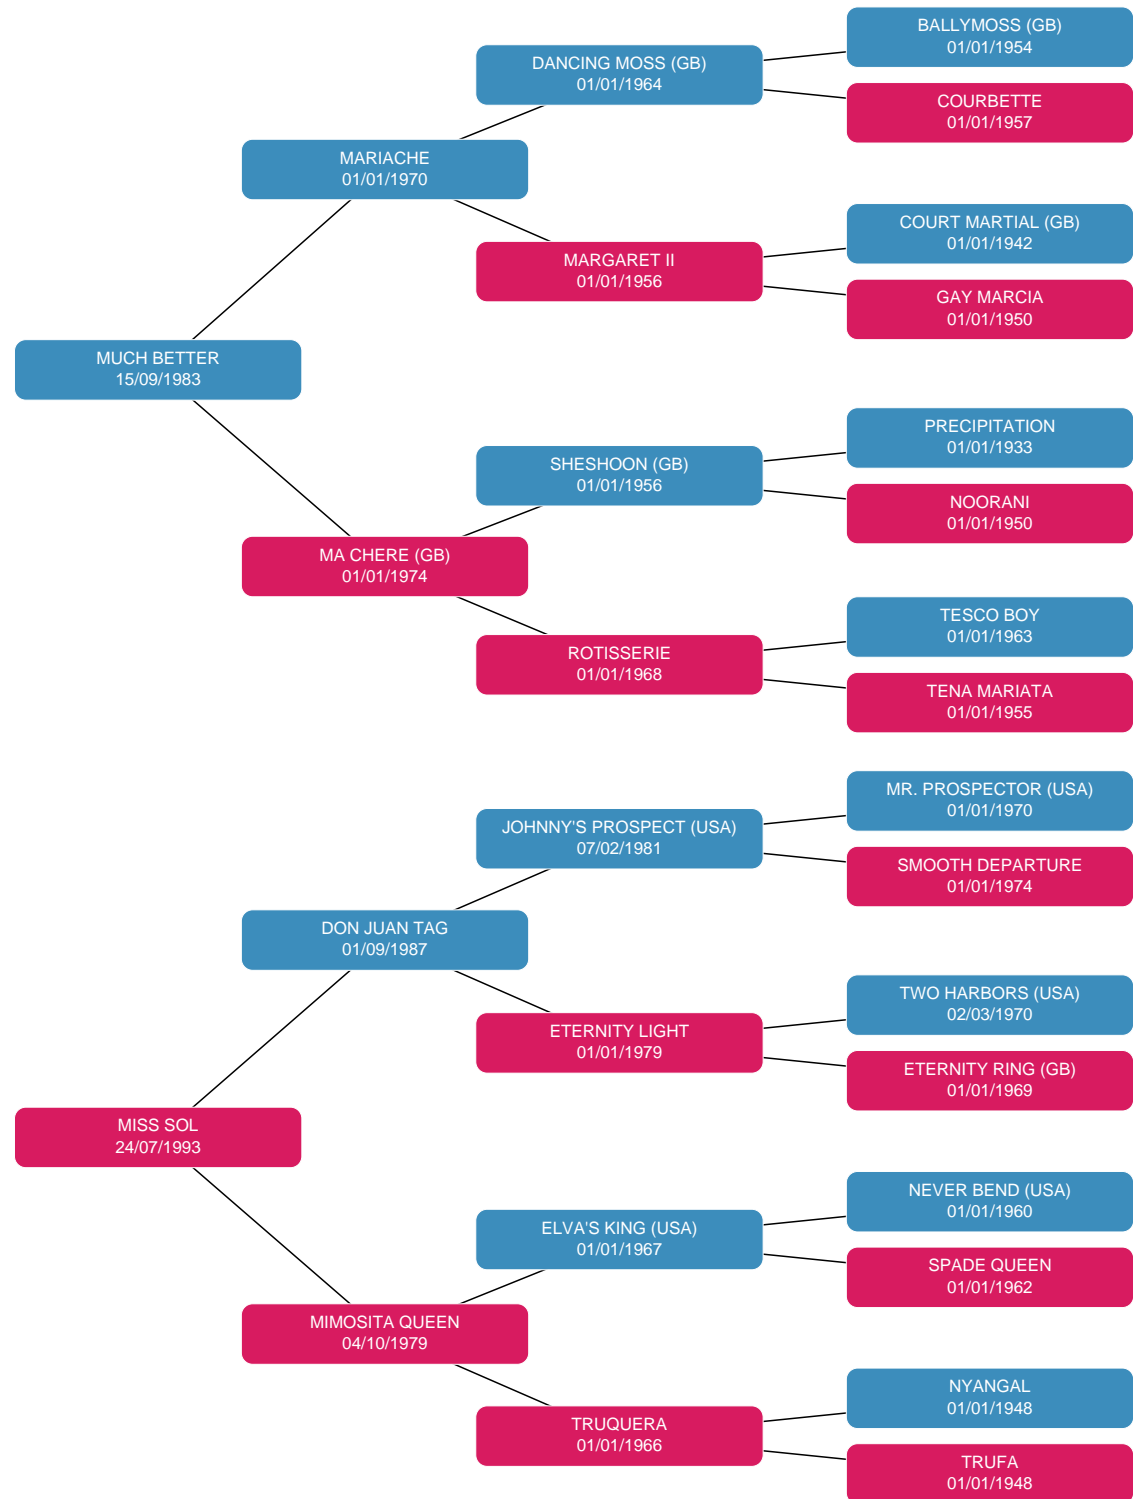 BALLYMOSS (GB)
01/01/1954
DANCING MOSS (GB)
01/01/1964
COURBETTE
01/01/1957
MARIACHE
01/01/1970
COURT MARTIAL (GB)
01/01/1942
MARGARET II
01/01/1956
GAY MARCIA
01/01/1950
MUCH BETTER
15/09/1983
PRECIPITATION
01/01/1933
SHESHOON (GB)
01/01/1956
NOORANI
01/01/1950
MA CHERE (GB)
01/01/1974
TESCO BOY
01/01/1963
ROTISSERIE
01/01/1968
TENA MARIATA
01/01/1955
MR. PROSPECTOR (USA)
01/01/1970
JOHNNY'S PROSPECT (USA)
07/02/1981
SMOOTH DEPARTURE
01/01/1974
DON JUAN TAG
01/09/1987
TWO HARBORS (USA)
02/03/1970
ETERNITY LIGHT
01/01/1979
ETERNITY RING (GB)
01/01/1969
MISS SOL
24/07/1993
NEVER BEND (USA)
01/01/1960
ELVA'S KING (USA)
01/01/1967
SPADE QUEEN
01/01/1962
MIMOSITA QUEEN
04/10/1979
NYANGAL
01/01/1948
TRUQUERA
01/01/1966
TRUFA
01/01/1948